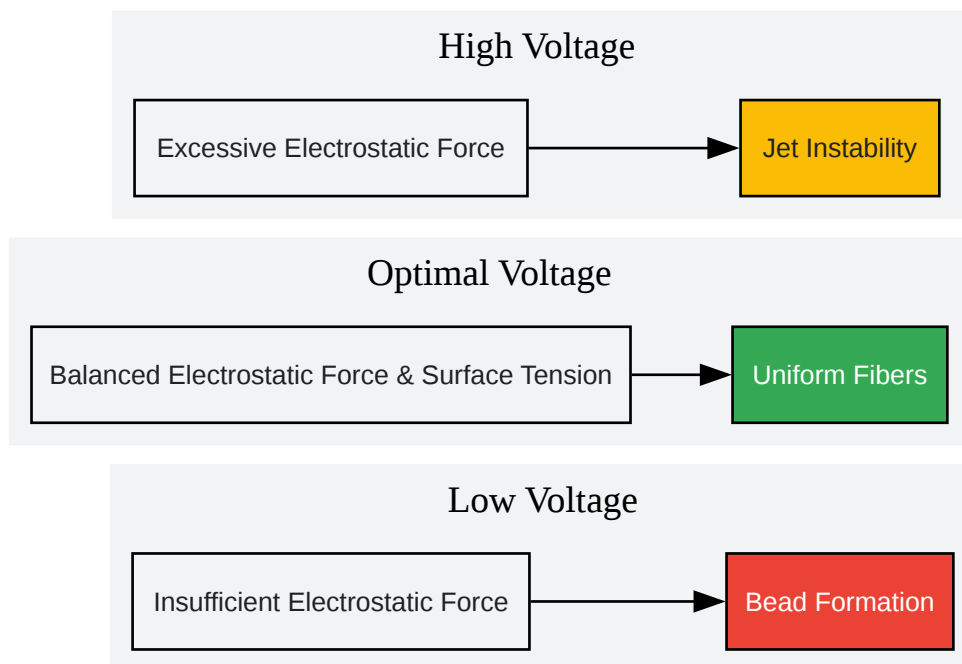 High Voltage
Excessive Electrostatic Force
Jet Instability
Optimal Voltage
Balanced Electrostatic Force & Surface Tension
Uniform Fibers
Low Voltage
Insufficient Electrostatic Force
Bead Formation